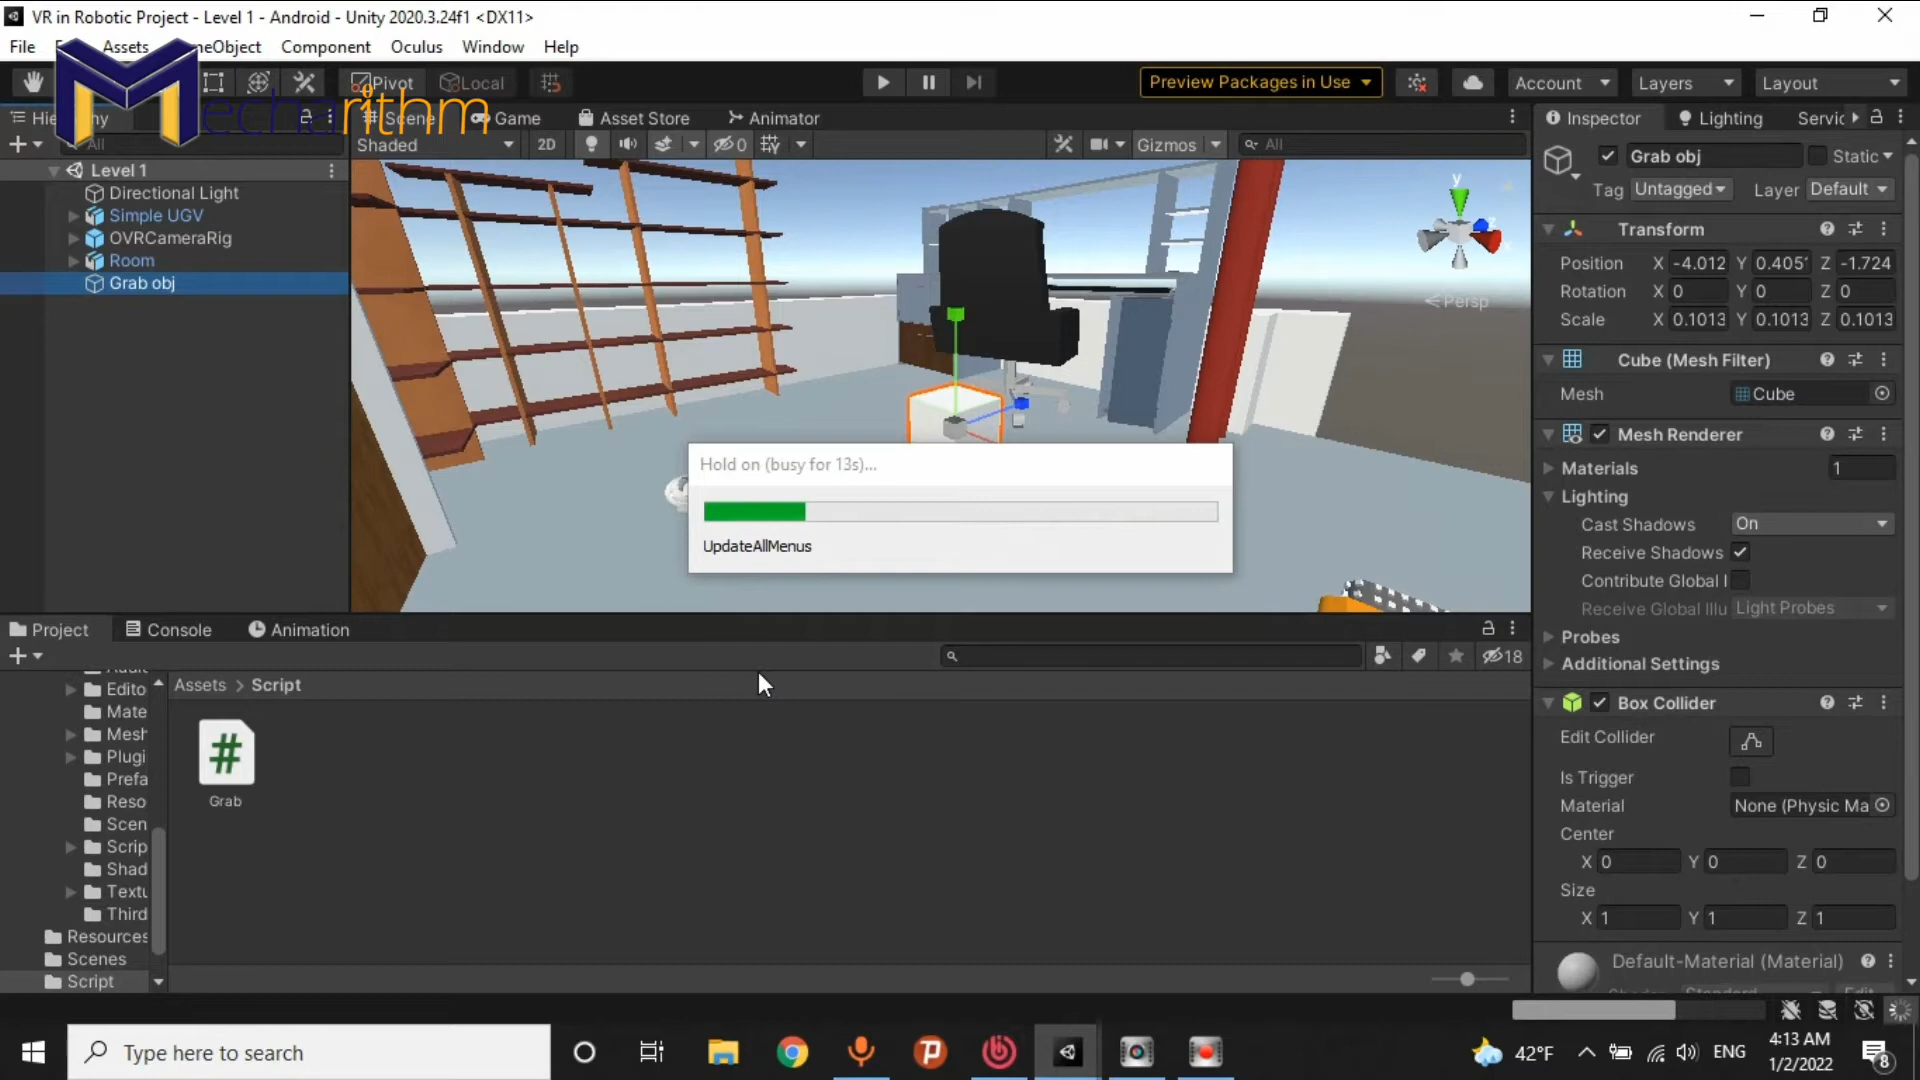 VR in Robotic Project - Level 1 - Android - Unity 2020.3.24f1 <DX11>
File Assets Component Oculus Window Help
Mecharithm
Pivot Local Preview Packages in Use Account Layers Layout
Scene Game Asset Store Animator Inspector Lighting Servic
All
Shaded 2D 0 Gizmos All
Level 1
Directional Light
Simple UGV
OVRCameraRig
Room
Grab obj
y
z
Persp
Hold on (busy for 13s)...
UpdateAllMenus
Grab obj Static
Tag Untagged Layer Default
Transform
Position X -4.012 Y 0.405 Z -1.724
Rotation X 0 Y 0 Z 0
Scale X 0.1013 Y 0.1013 Z 0.1013
Cube (Mesh Filter)
Mesh Cube
Mesh Renderer
Materials 1
Lighting
Cast Shadows On
Receive Shadows
Contribute Global I
Receive Global Illu Light Probes
Probes
Additional Settings
Box Collider
Edit Collider
Is Trigger
Material None (Physic Ma
Center
X 0 Y 0 Z 0
Size
X 1 Y 1 Z 1
Default-Material (Material)
Project Console Animation
18
Assets > Script
Edito
Mate
Mesh
Plugi
Prefa
Reso
Scen
Scrip
Shad
Textu
Third
Resources
Scenes
Script
Grab
Type here to search
42°F ENG
4:13 AM
1/2/2022
8